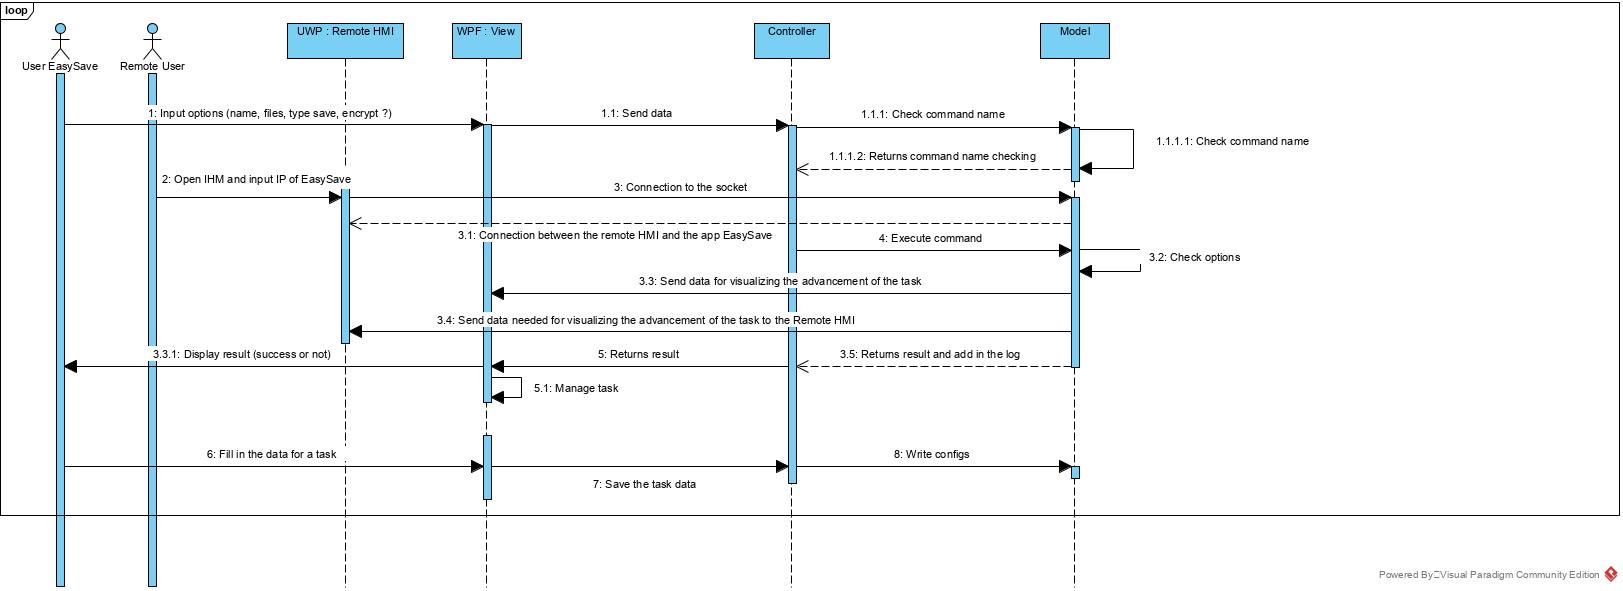 loop
User EasySave
Remote User
UWP : Remote HMI
WPF : View
Controller
Model
1: Input options (name, files, type save, encrypt ?)
1.1: Send data
1.1.1: Check command name
1.1.1.1: Check command name
1.1.1.2: Returns command name checking
2: Open IHM and input IP of EasySave
3: Connection to the socket
3.1: Connection between the remote HMI and the app EasySave
4: Execute command
3.2: Check options
3.3: Send data for visualizing the advancement of the task
3.4: Send data needed for visualizing the advancement of the task to the Remote HMI
3.3.1: Display result (success or not)
5: Returns result
3.5: Returns result and add in the log
5.1: Manage task
6: Fill in the data for a task
8: Write configs
7: Save the task data
Powered By Visual Paradigm Community Edition